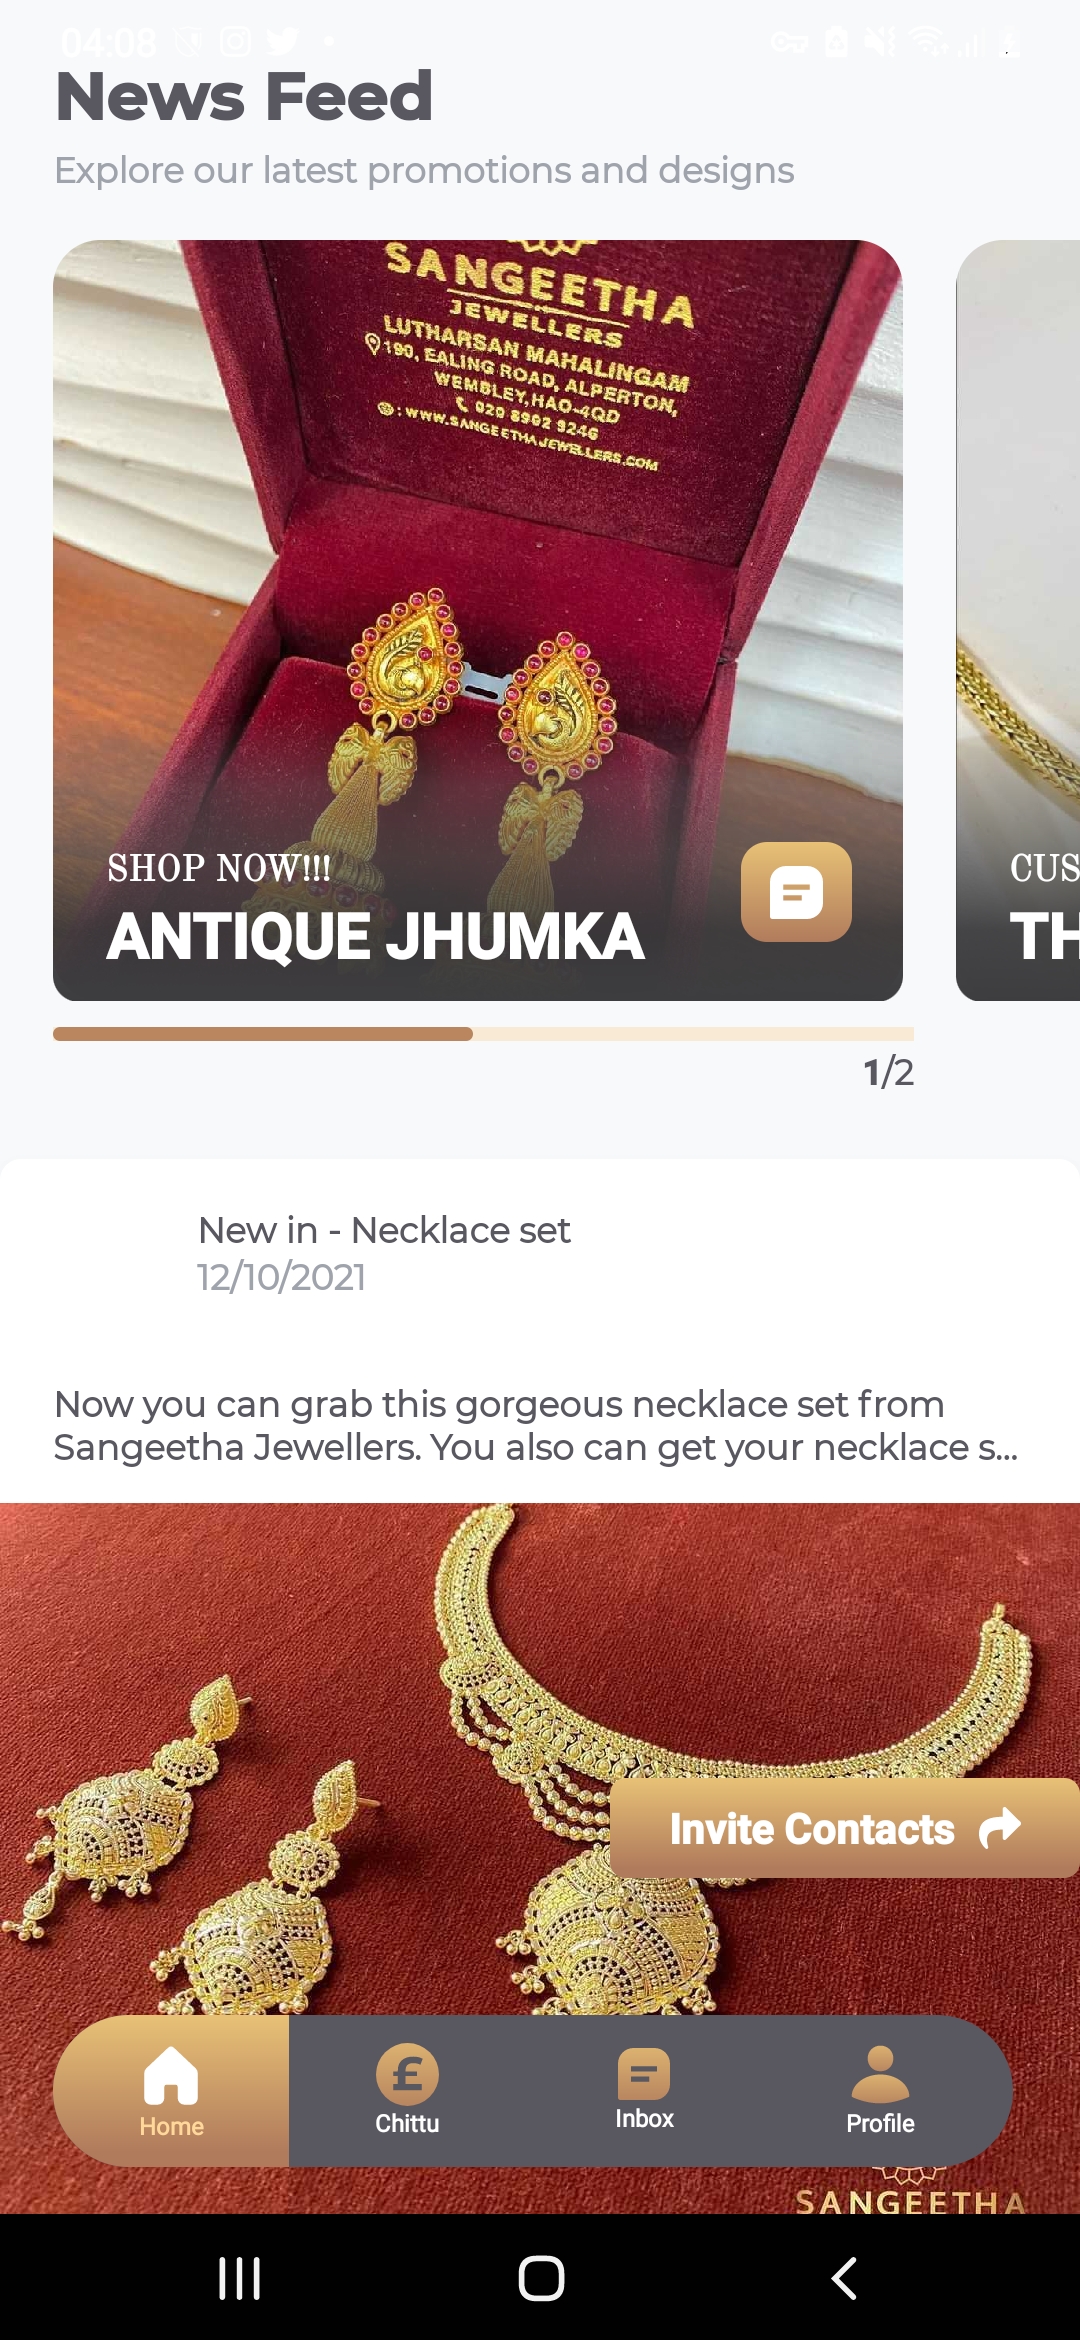 04:08
News Feed
Explore our latest promotions and designs
SANGEETHA
JEWELLERS
LUTHARSAN MAHALINGAM
190, EALING ROAD, ALPERTON,
WEMBLEY, HAO-4QD
020 8902 9246
: WWW.SANGEETHAJEWELLERS.COM
SHOP NOW!!!
ANTIQUE JHUMKA
CUS
TH
1/2
New in - Necklace set
12/10/2021
Now you can grab this gorgeous necklace set from
Sangeetha Jewellers. You also can get your necklace s...
Invite Contacts
£
Home
Chittu
Inbox
Profile
SANGEETHA